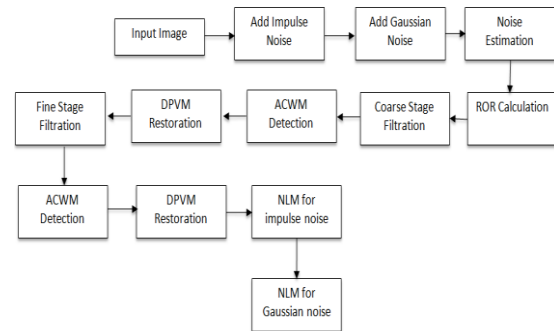 Input Image
Add Impulse
Noise
Add Gaussian
Noise
Noise
Estimation
ROR Calculation
Coarse Stage
Filtration
ACWM
Detection
DPVM
Restoration
Fine Stage
Filtration
ACWM
Detection
DPVM
Restoration
NLM for
impulse noise
NLM for
Gaussian noise